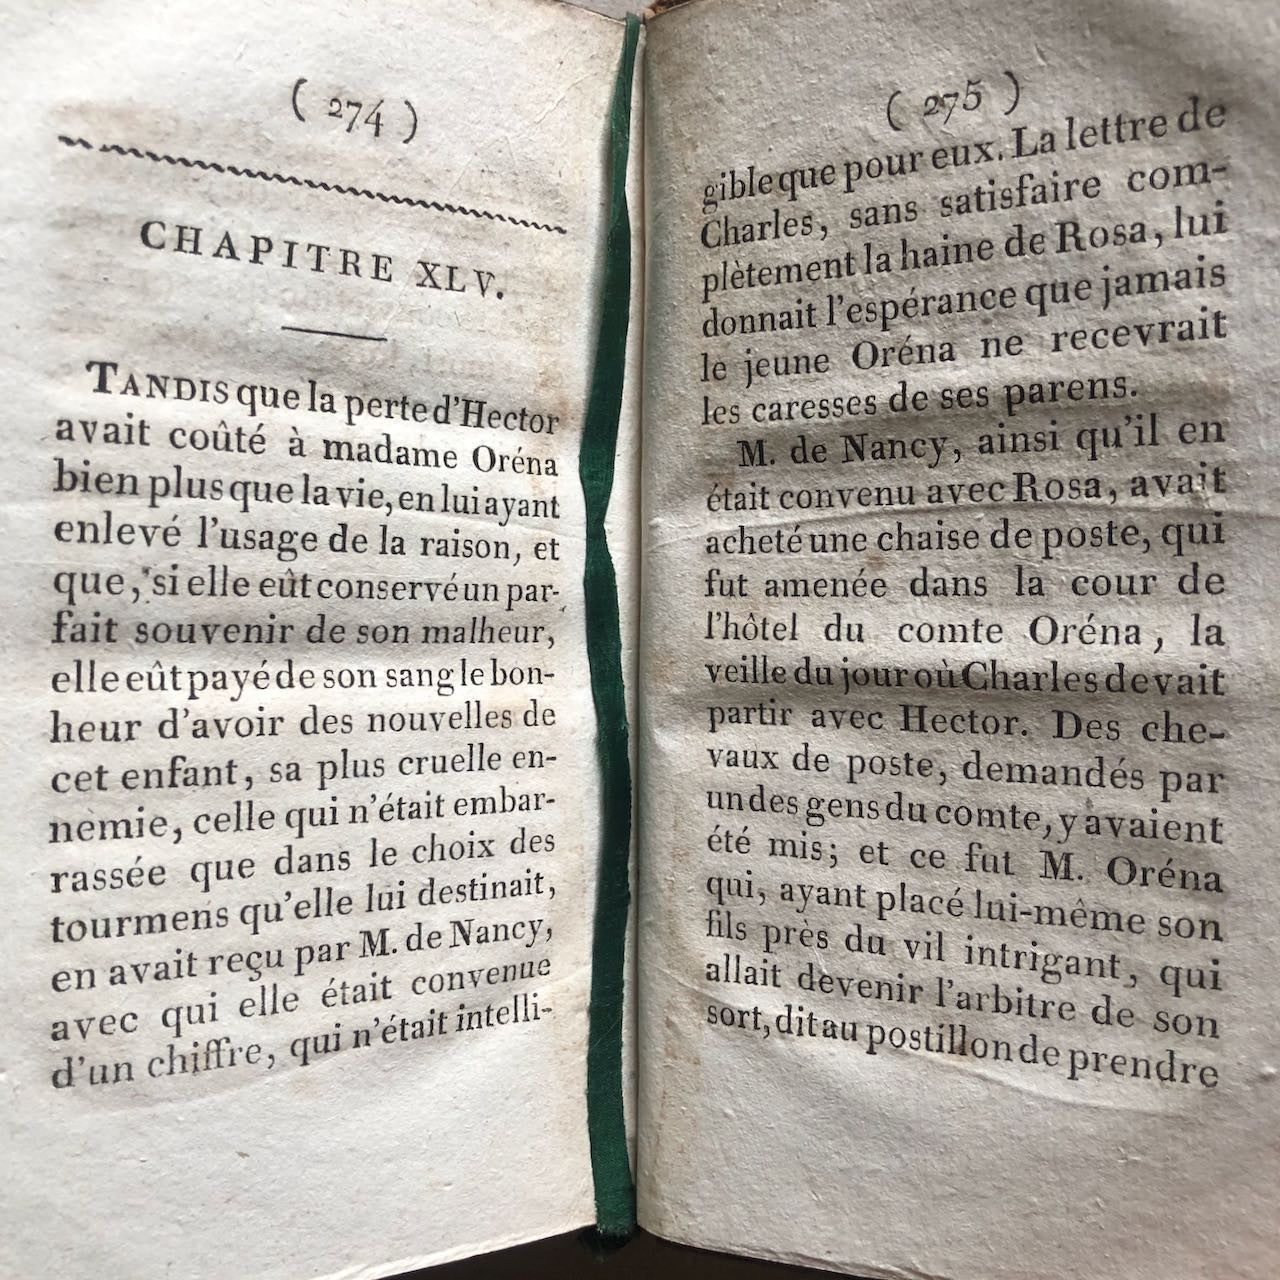 ( 274 )
CHAPITRE XLV.
TANDIS que la perte d'Hector
avait coûté à madame Oréna
bien plus que la vie, en lui ayant
enlevé l'usage de la raison, et
que, si elle eût conservé un par-
fait souvenir de son malheur,
elle eût payé de son sang le bon-
heur d'avoir des nouvelles de
cet enfant, sa plus cruelle en-
nemie, celle qui n'était embar-
rassée que dans le choix des
tourmens qu'elle lui destinait,
en avait reçu par M. de Nancy,
avec qui elle était convenue
d'un chiffre, qui n'était intelli-
( 275 )
gible que pour eux. La lettre de
Charles, sans satisfaire com-
plètement la haine de Rosa, lui
donnait l'espérance que jamais
le jeune Oréna ne recevrait
les caresses de ses parens.
M. de Nancy, ainsi qu'il en
était convenu avec Rosa, avait
acheté une chaise de poste, qui
fut amenée dans la cour de
l'hôtel du comte Oréna, la
veille du jour où Charles devait
partir avec Hector. Des che-
vaux de poste, demandés par
un des gens du comte, y avaient
été mis; et ce fut M. Oréna
qui, ayant placé lui-même son
fils près du vil intrigant, qui
allait devenir l'arbitre de son
sort, dit au postillon de prendre